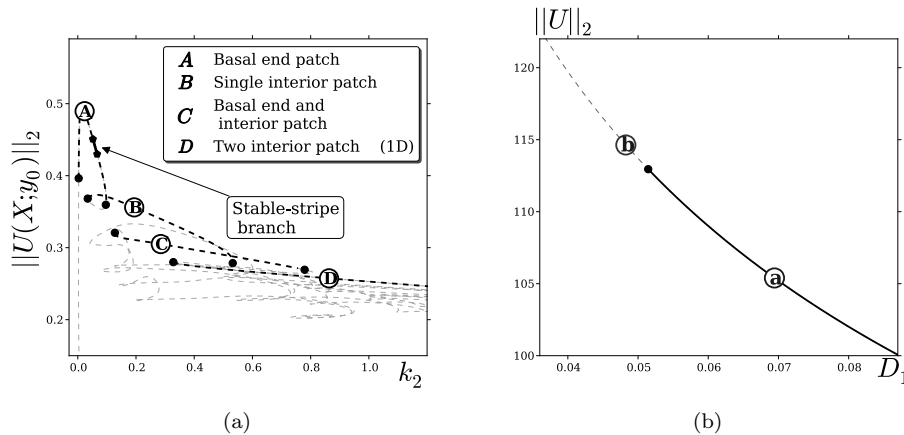 ||U(X; y₀)||₂
0.5
0.4
0.3
0.2
0.0
0.2
0.4
0.6
0.8
1.0
k₂
A Basal end patch
B Single interior patch
C Basal end and
interior patch
D Two interior patch (1D)
A
B
C
D
Stable-stripe
branch
(a)
||U||₂
120
115
110
105
100
0.04
0.05
0.06
0.07
0.08
D₁
b
a
(b)